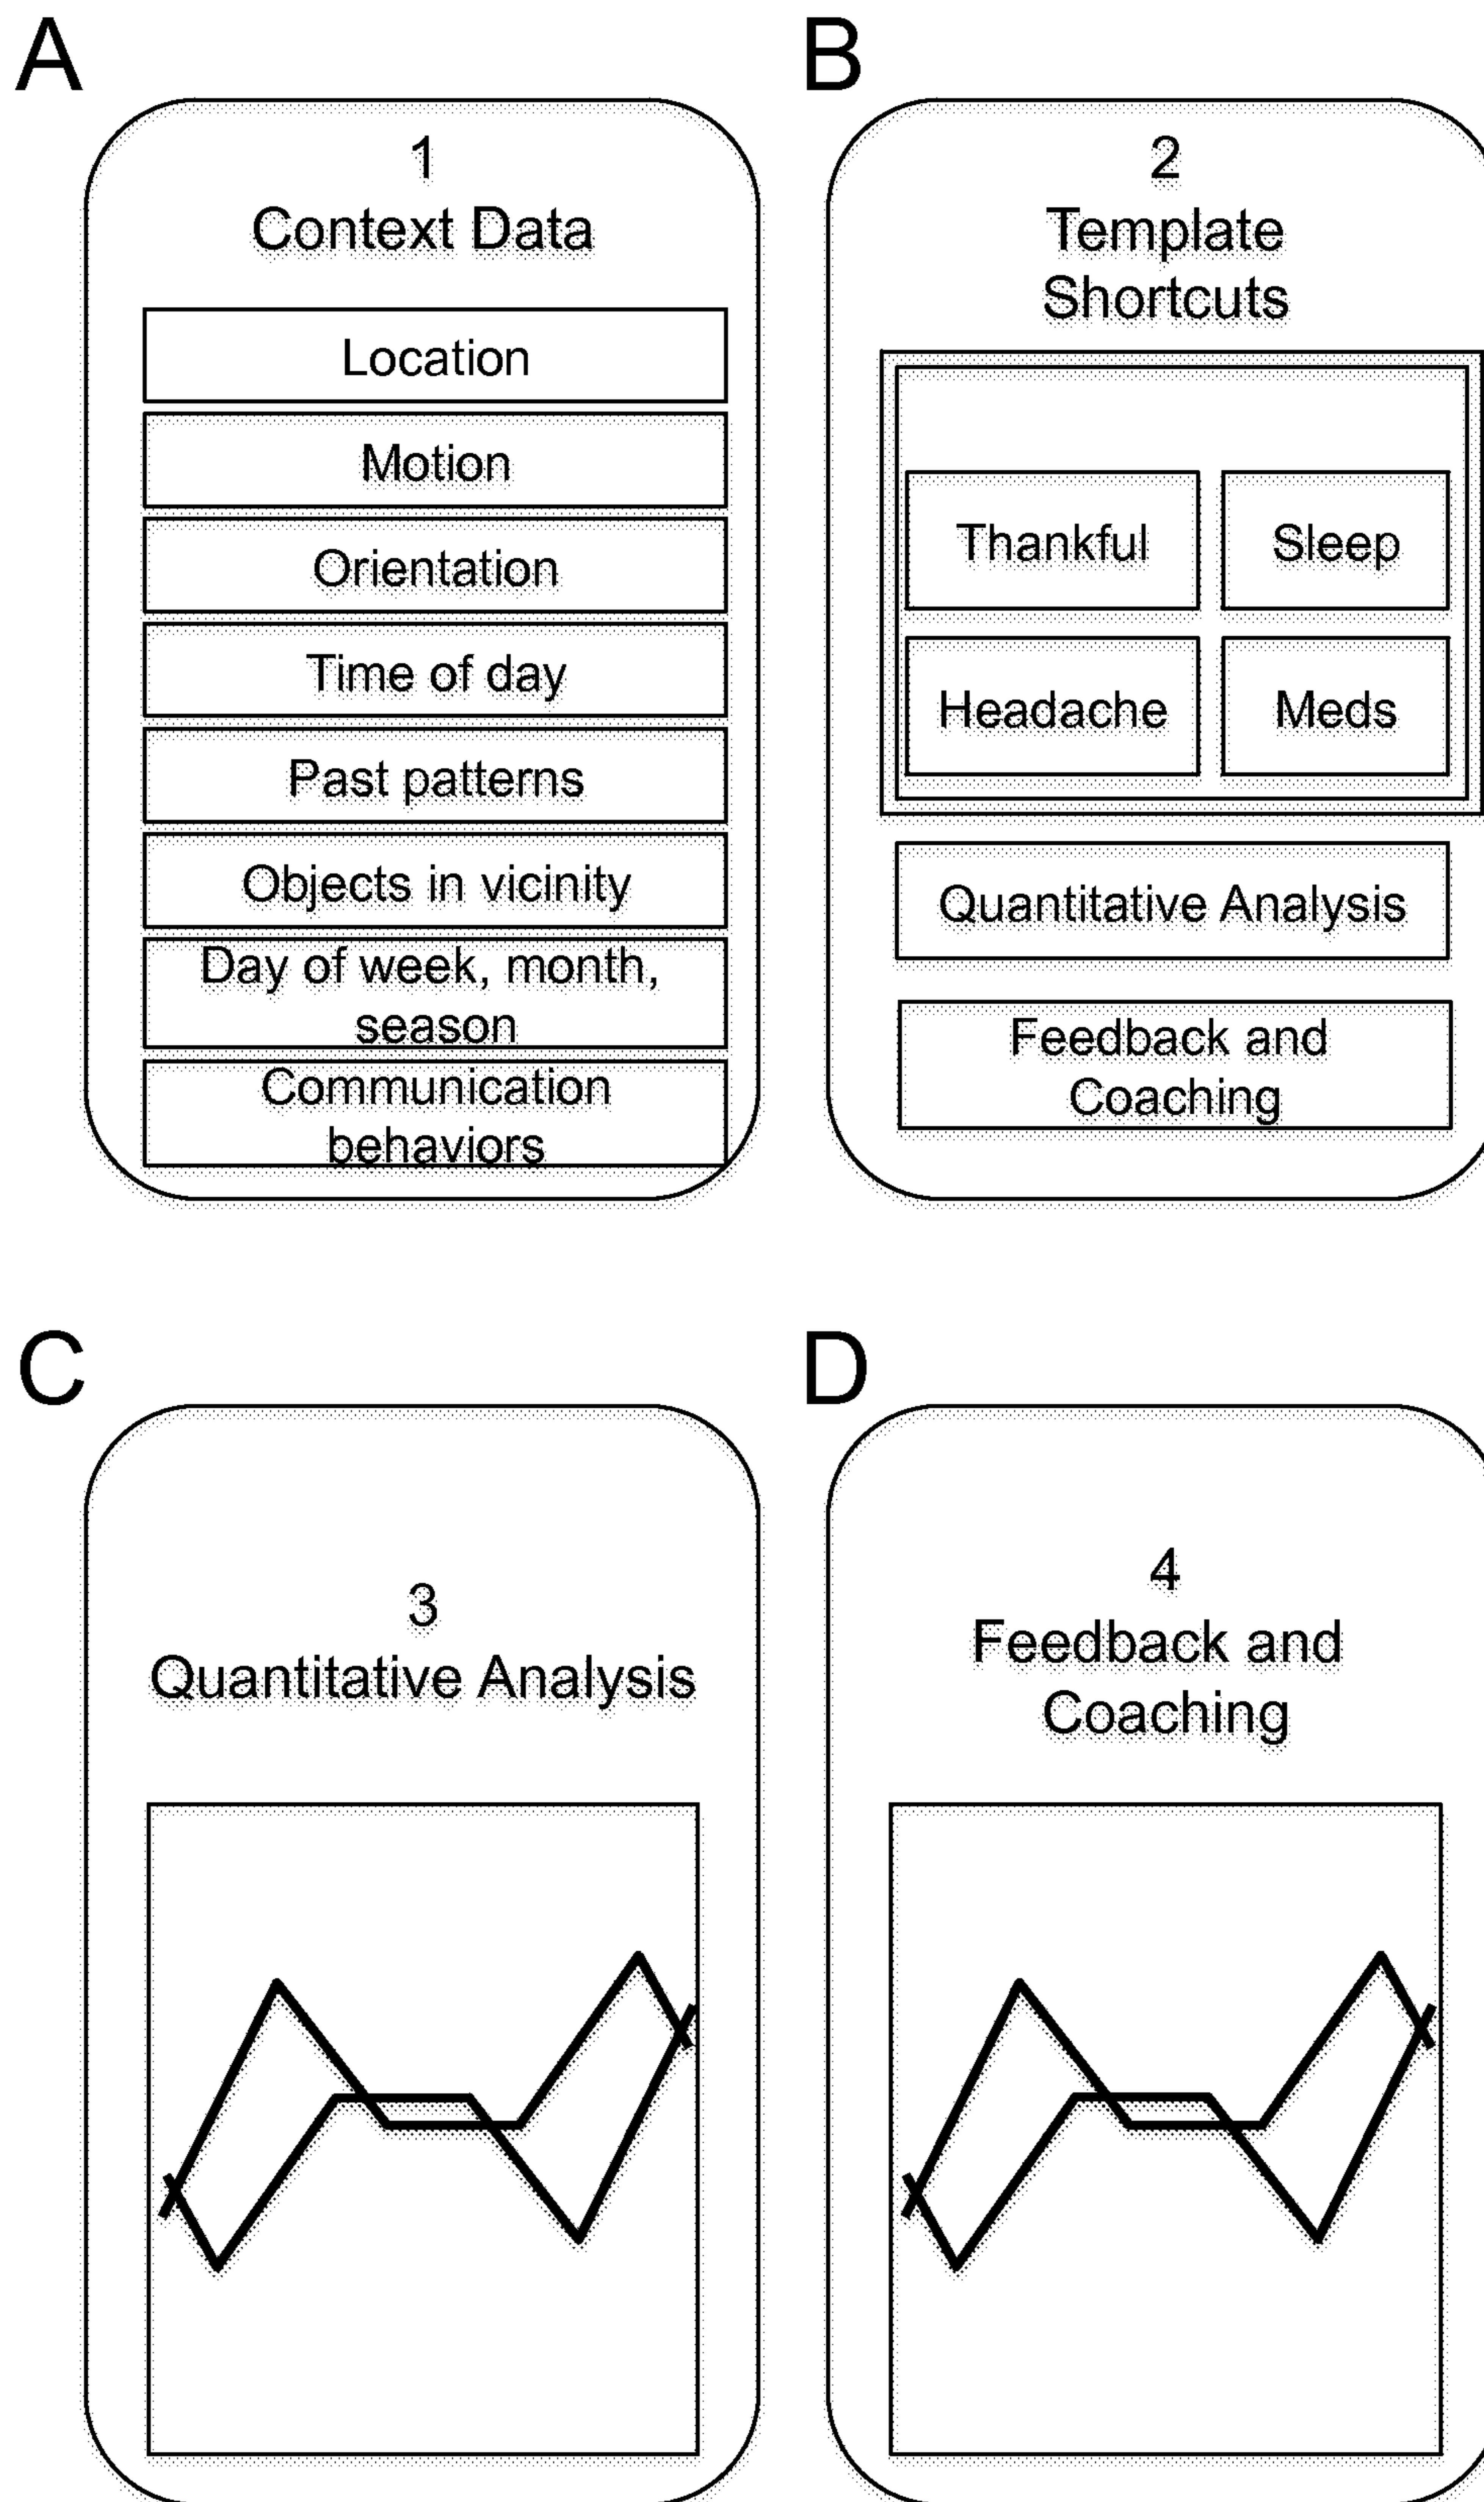 A
1
Context Data
Location
Motion
Orientation
Time of day
Past patterns
Objects in vicinity
Day of week, month,
season
Communication
behaviors
B
2
Template
Shortcuts
Thankful
Sleep
Headache
Meds
Quantitative Analysis
Feedback and
Coaching
C
3
Quantitative Analysis
D
4
Feedback and
Coaching